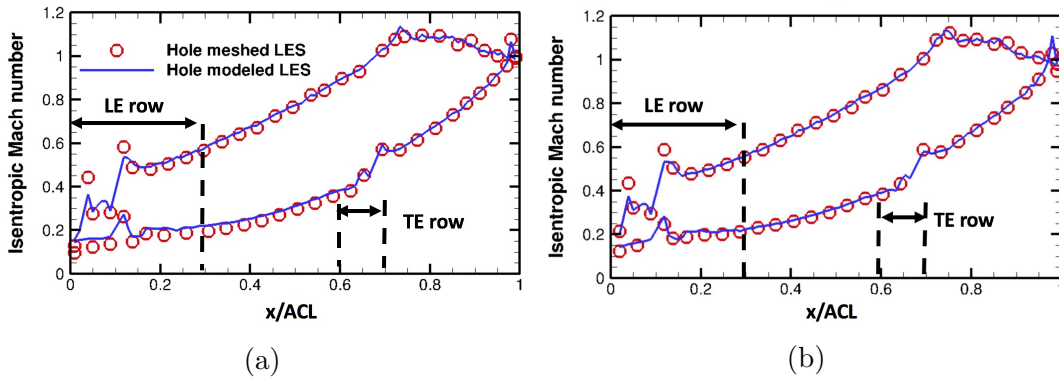 1.2
1
0.8
0.6
0.4
0.2
0
Isentropic Mach number
Hole meshed LES
Hole modeled LES
LE row
TE row
0 0.2 0.4 0.6 0.8 1
x/ACL
(a)
1.2
1
0.8
0.6
0.4
0.2
0
Isentropic Mach number
LE row
TE row
0 0.2 0.4 0.6 0.8 1
x/ACL
(b)